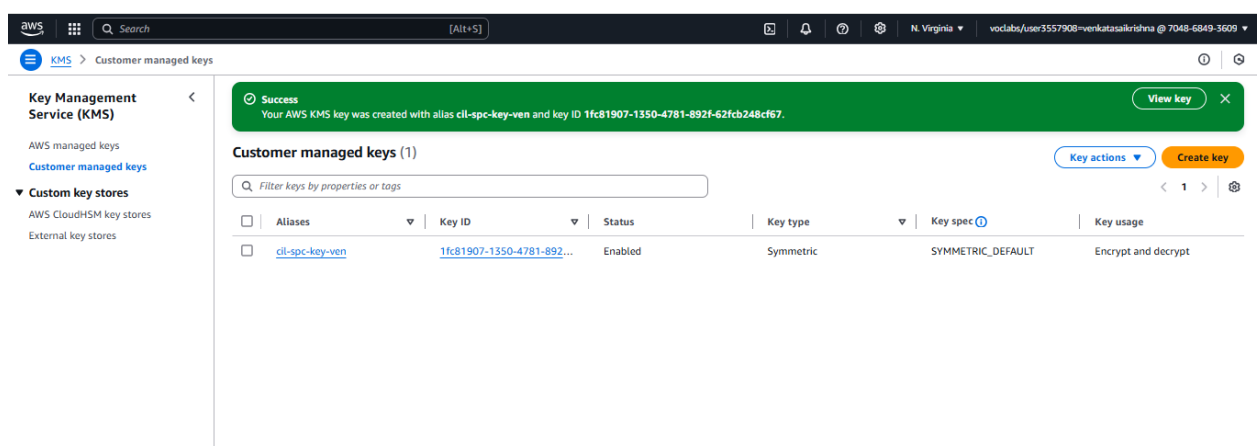 aws Search [Alt+S] N. Virginia voclabs/user3557908=venkatasaikrishna @ 7048-6849-3609
KMS > Customer managed keys
Key Management
Service (KMS)
AWS managed keys
Customer managed keys
Custom key stores
AWS CloudHSM key stores
External key stores
Success
Your AWS KMS key was created with alias cil-spc-key-ven and key ID 1fc81907-1350-4781-892f-62fcb248cf67.
View key
Customer managed keys (1)
Key actions
Create key
Filter keys by properties or tags
1
Aliases Key ID Status Key type Key spec Key usage
cil-spc-key-ven 1fc81907-1350-4781-892... Enabled Symmetric SYMMETRIC_DEFAULT Encrypt and decrypt